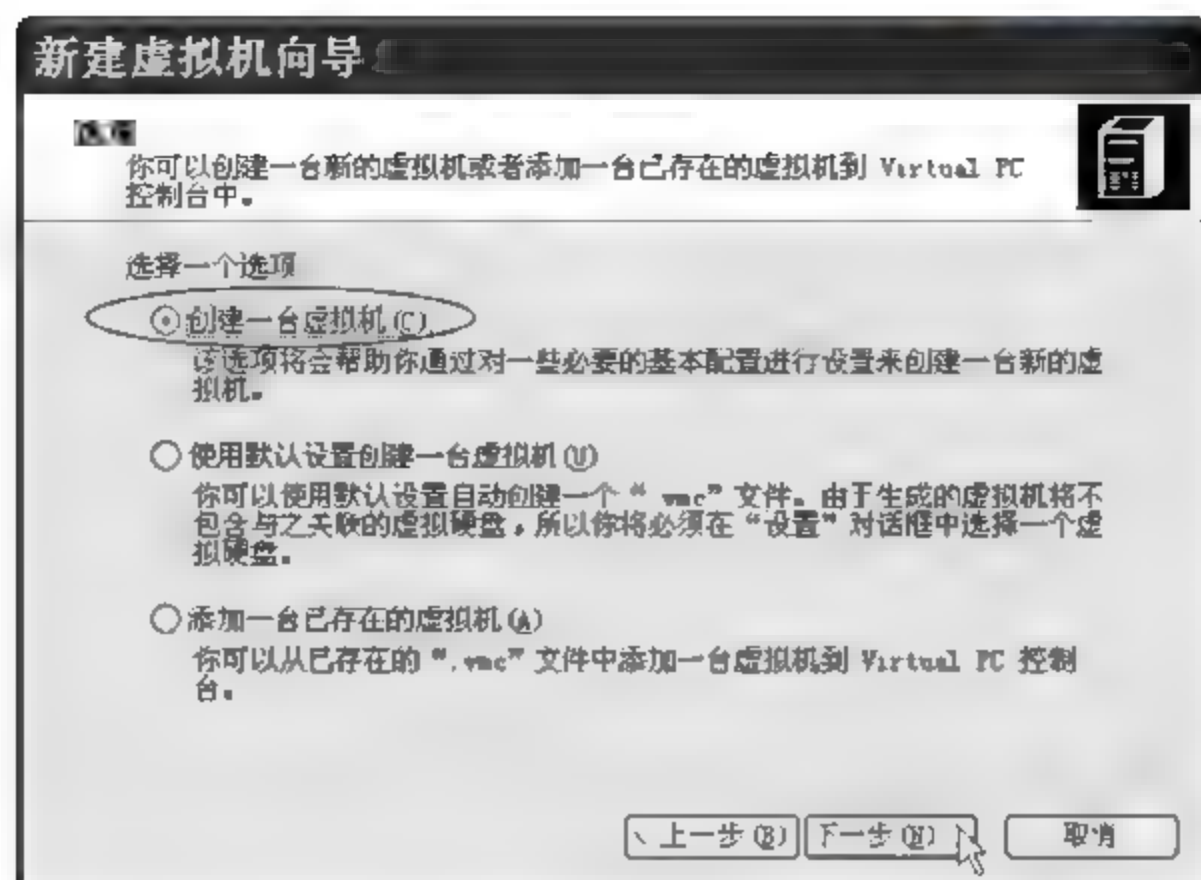 新建虚拟机向导
选项
你可以创建一台新的虚拟机或者添加一台已存在的虚拟机到 Virtual PC
控制台中。
选择一个选项
创建一台虚拟机(C)
该选项将会帮助你通过对一些必要的基本配置进行设置来创建一台新的虚
拟机。
使用默认设置创建一台虚拟机(U)
你可以使用默认设置自动创建一个“.vmc”文件。由于生成的虚拟机将不
包含与之关联的虚拟硬盘,所以你将必须在“设置”对话框中选择一个虚
拟硬盘。
添加一台已存在的虚拟机(A)
你可以从已存在的“.vmc”文件中添加一台虚拟机到 Virtual PC 控制
台。
上一步(B) 下一步(N) 取消